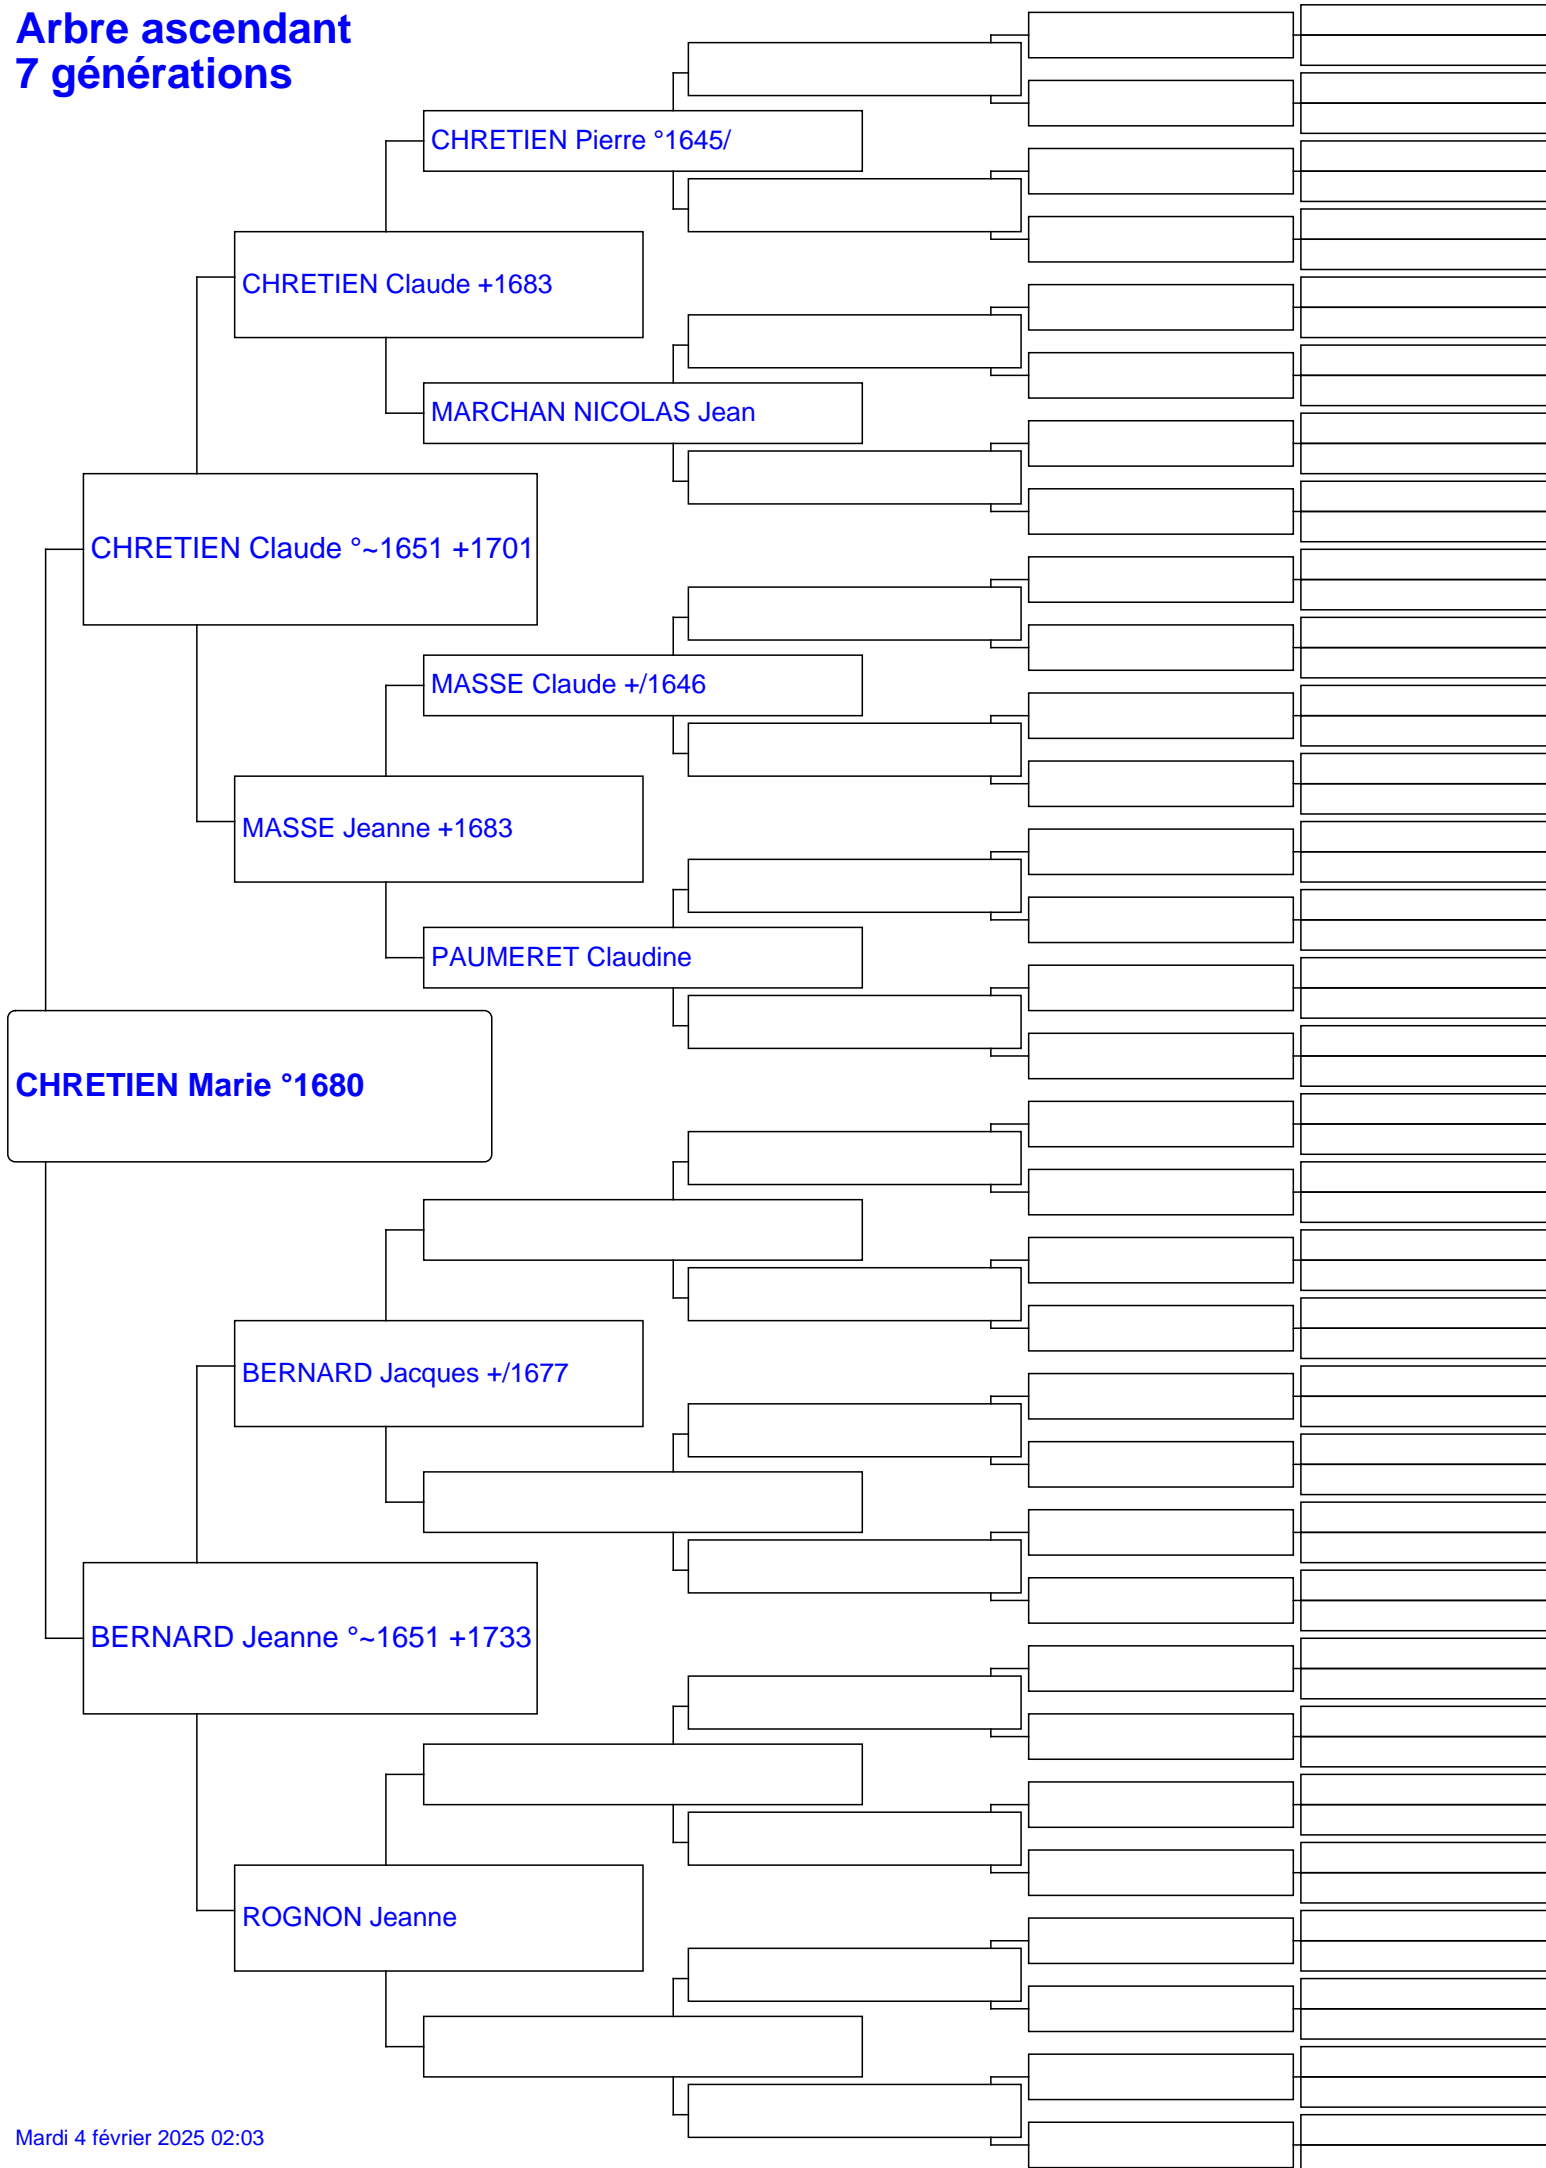 Arbre ascendant
7 générations
CHRETIEN Pierre °1645/
CHRETIEN Claude +1683
MARCHAN NICOLAS Jean
CHRETIEN Claude °~1651 +1701
MASSE Claude +/1646
MASSE Jeanne +1683
PAUMERET Claudine
CHRETIEN Marie °1680
BERNARD Jacques +/1677
BERNARD Jeanne °~1651 +1733
ROGNON Jeanne
Mardi 4 février 2025 02:03